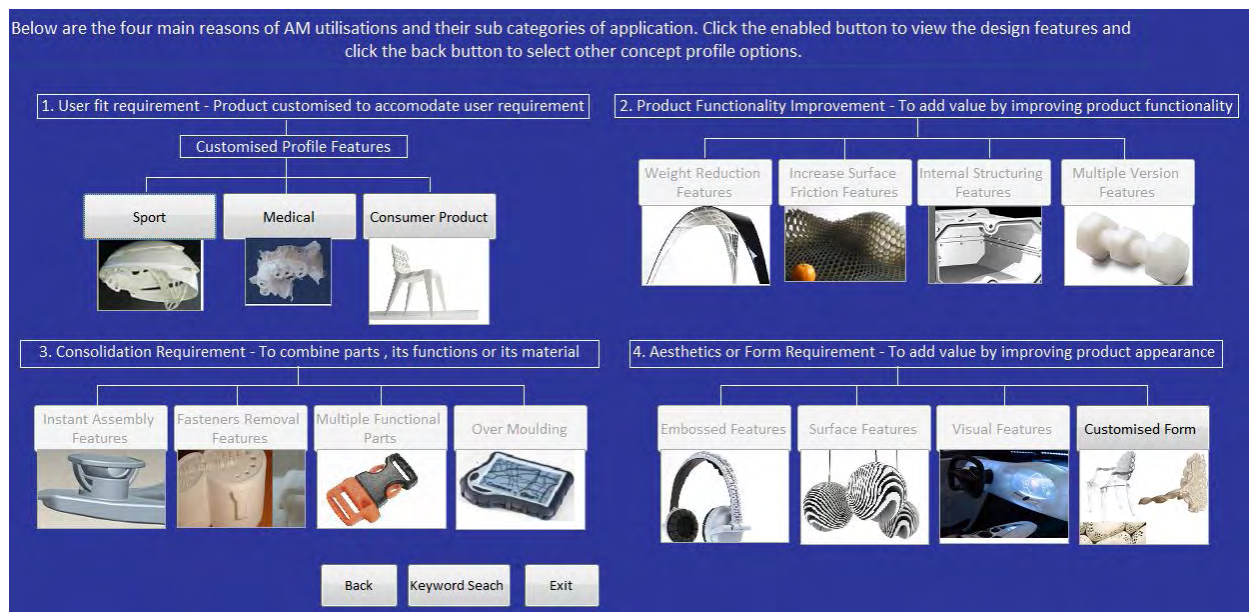 Below are the four main reasons of AM utilisations and their sub categories of application. Click the enabled button to view the design features and
click the back button to select other concept profile options.
1. User fit requirement - Product customised to accomodate user requirement
Customised Profile Features
Sport
Medical
Consumer Product
2. Product Functionality Improvement - To add value by improving product functionality
Weight Reduction
Features
Increase Surface
Friction Features
Internal Structuring
Features
Multiple Version
Features
3. Consolidation Requirement - To combine parts , its functions or its material
Instant Assembly
Features
Fasteners Removal
Features
Multiple Functional
Parts
Over Moulding
4. Aesthetics or Form Requirement - To add value by improving product appearance
Embossed Features
Surface Features
Visual Features
Customised Form
Back
Keyword Seach
Exit